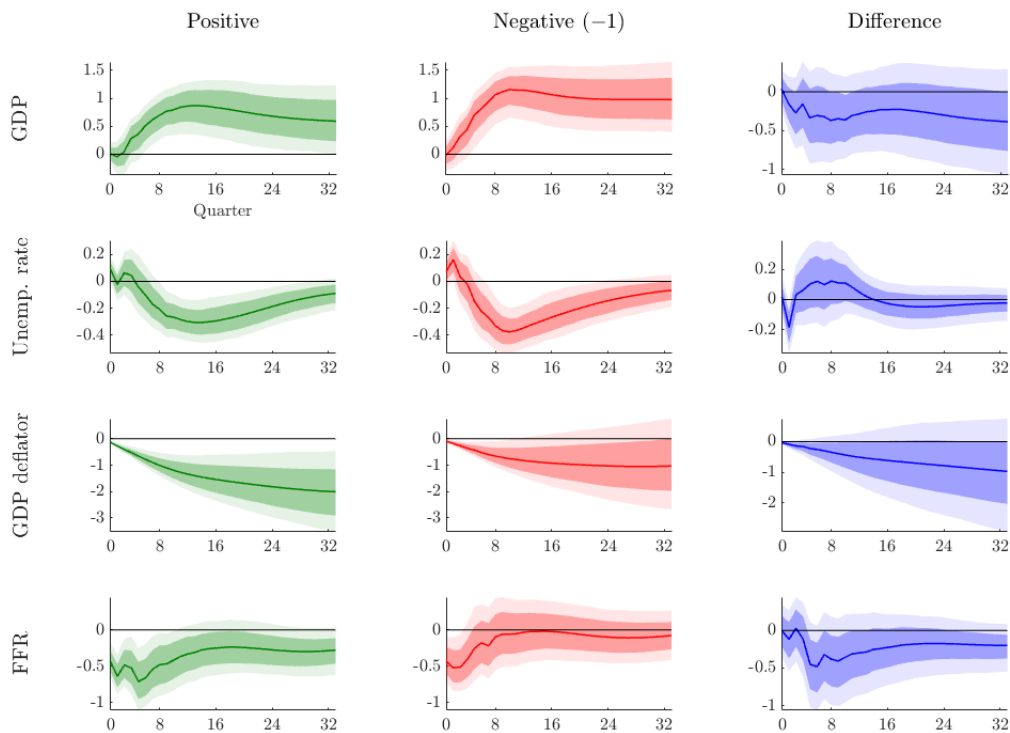 Positive Negative (−1) Difference
GDP
1.5 1 0.5 0
0 8 16 24 32
Quarter
1.5 1 0.5 0
0 8 16 24 32
0 -0.5 -1
0 8 16 24 32
Unemp. rate
0.2 0 -0.2 -0.4
0 8 16 24 32
0.2 0 -0.2 -0.4
0 8 16 24 32
0.2 0 -0.2
0 8 16 24 32
GDP deflator
0 -1 -2 -3
0 8 16 24 32
0 -1 -2 -3
0 8 16 24 32
0 -1 -2
0 8 16 24 32
FFR
0 -0.5 -1
0 8 16 24 32
0 -0.5 -1
0 8 16 24 32
0 -0.5 -1
0 8 16 24 32